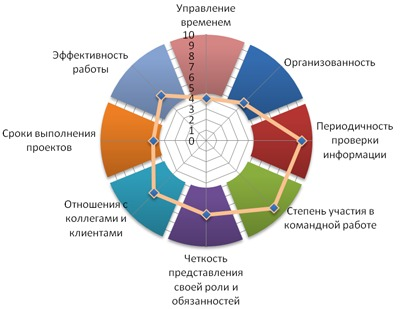 Управление
временем
Организованность
Периодичность
проверки
информации
Степень участия в
командной работе
Четкость
представления
своей роли и
обязанностей
Отношения с
коллегами и
клиентами
Сроки выполнения
проектов
Эффективность
работы
10
9
8
7
6
5
4
3
2
1
0